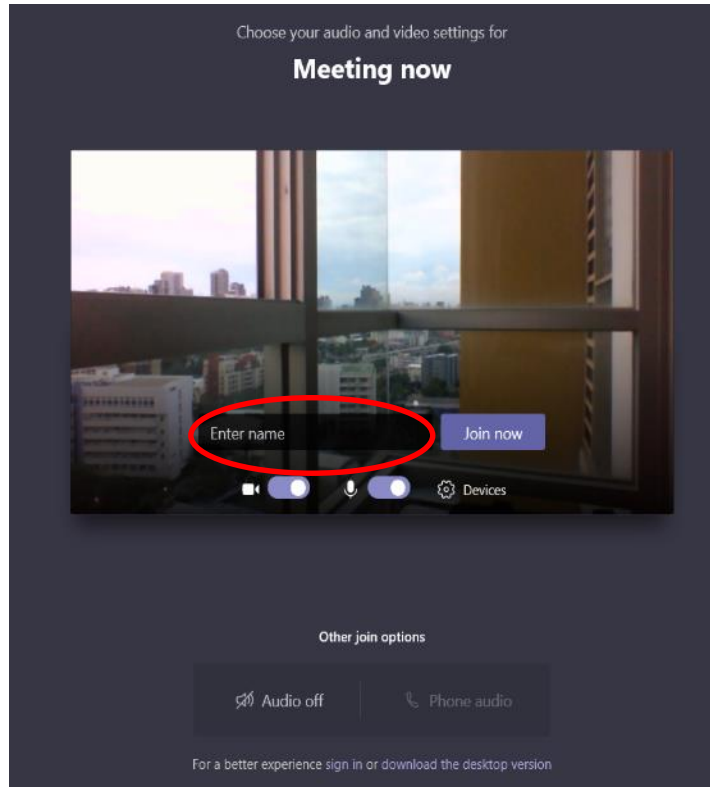 Choose your audio and video settings for
Meeting now
Enter name
Join now
Devices
Other join options
Audio off
Phone audio
For a better experience sign in or download the desktop version